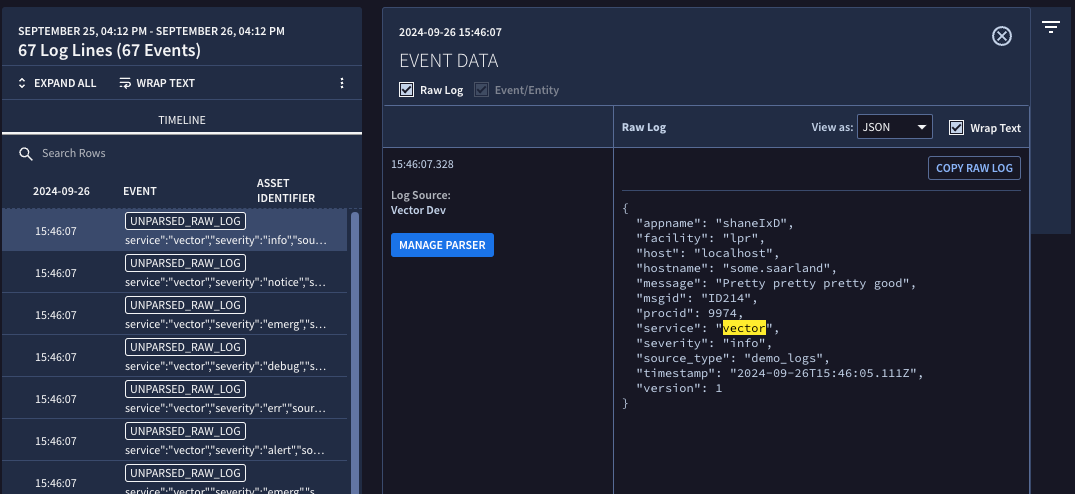 SEPTEMBER 25, 04:12 PM - SEPTEMBER 26, 04:12 PM
67 Log Lines (67 Events)
EXPAND ALL
WRAP TEXT
TIMELINE
Search Rows
2024-09-26
EVENT
ASSET
IDENTIFIER
15:46:07
UNPARSED_RAW_LOG
service":"vector","severity":"info","sou...
15:46:07
UNPARSED_RAW_LOG
service":"vector","severity":"notice","s...
15:46:07
UNPARSED_RAW_LOG
service":"vector","severity":"emerg","s...
15:46:07
UNPARSED_RAW_LOG
service":"vector","severity":"debug","s...
15:46:07
UNPARSED_RAW_LOG
service":"vector","severity":"err","sour...
15:46:07
UNPARSED_RAW_LOG
service":"vector","severity":"alert","so...
15:46:07
UNPARSED_RAW_LOG
service":"vector","severity":"emerg","s...
2024-09-26 15:46:07
EVENT DATA
Raw Log
Event/Entity
Raw Log
View as:
JSON
Wrap Text
15:46:07.328
Log Source:
Vector Dev
MANAGE PARSER
COPY RAW LOG
{
"appname": "shaneIxD",
"facility": "lpr",
"host": "localhost",
"hostname": "some.saarland",
"message": "Pretty pretty pretty good",
"msgid": "ID214",
"procid": 9974,
"service": "vector",
"severity": "info",
"source_type": "demo_logs",
"timestamp": "2024-09-26T15:46:05.111Z",
"version": 1
}